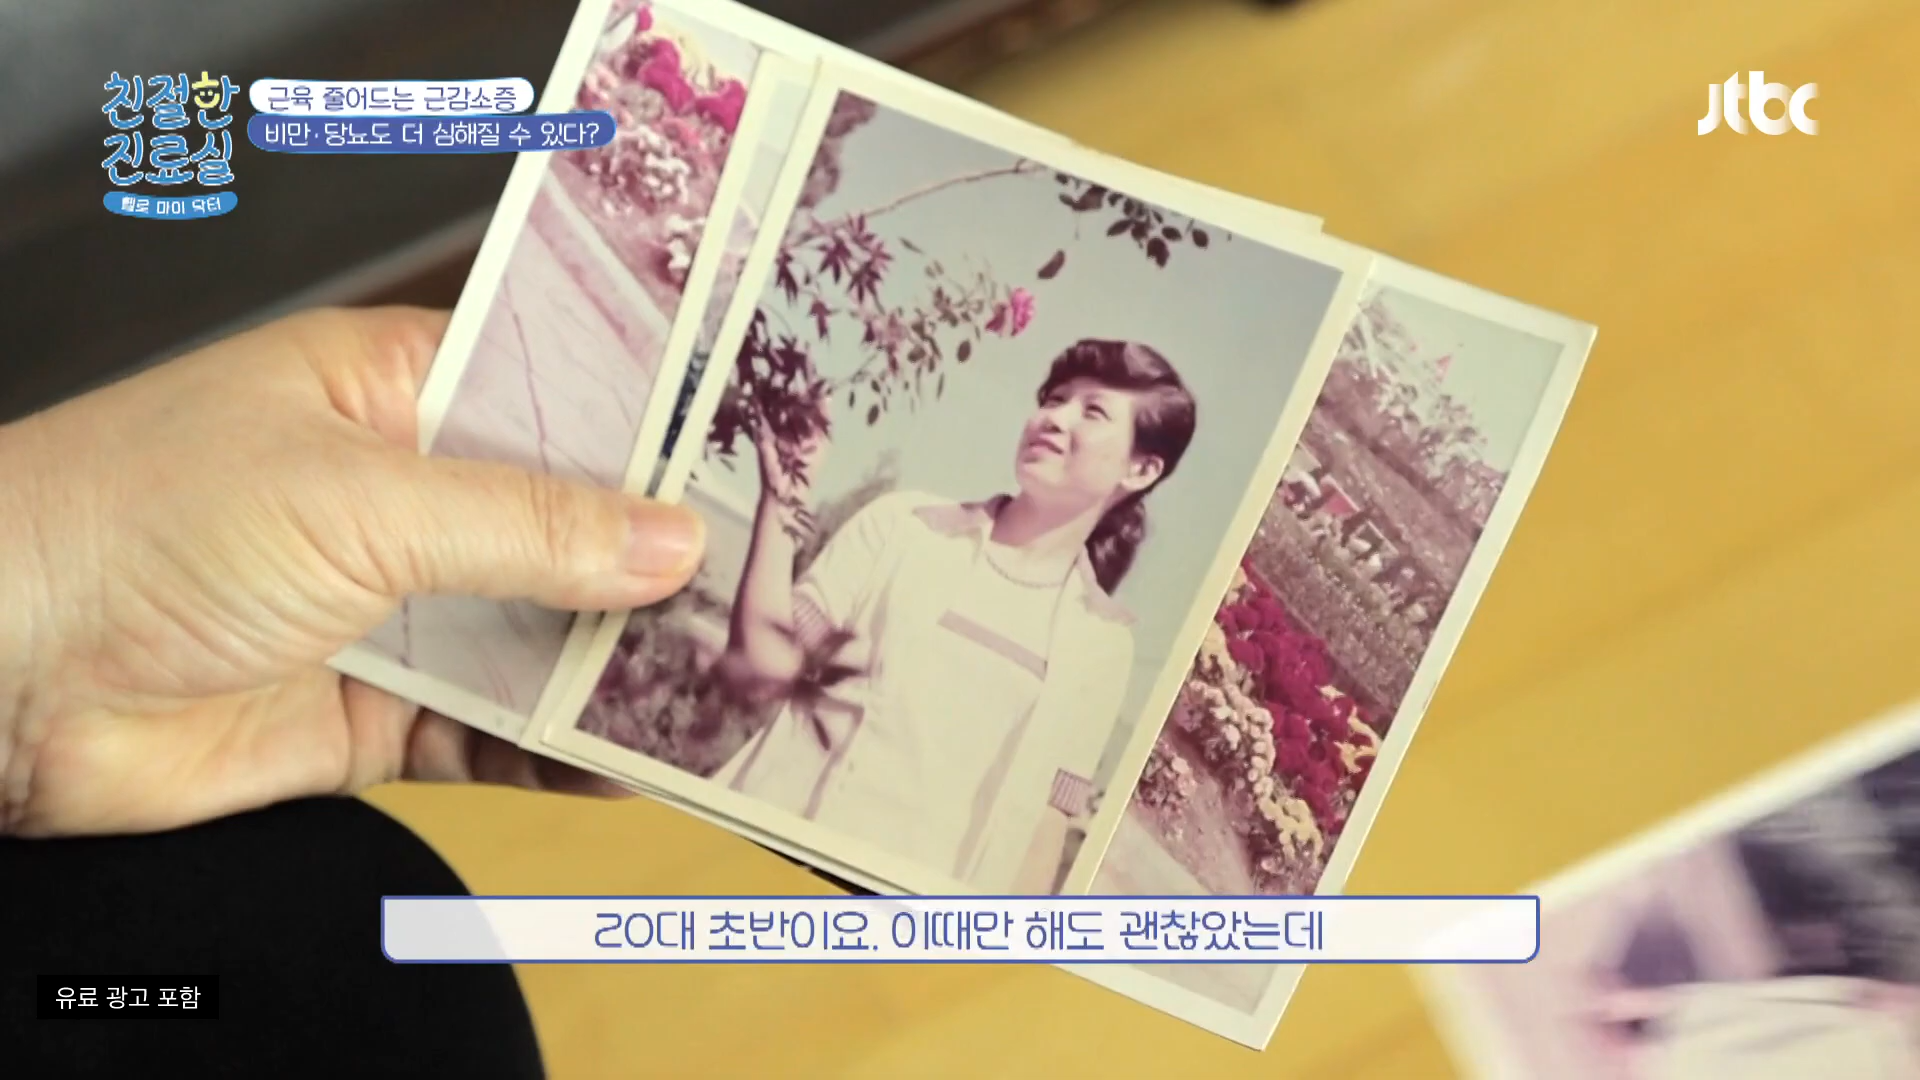 친절한
진료실
헬로 마이 닥터
근육 줄어드는 근감소증
비만·당뇨도 더 심해질 수 있다?
jtbc
20대 초반이요. 이때만 해도 괜찮았는데
유료 광고 포함